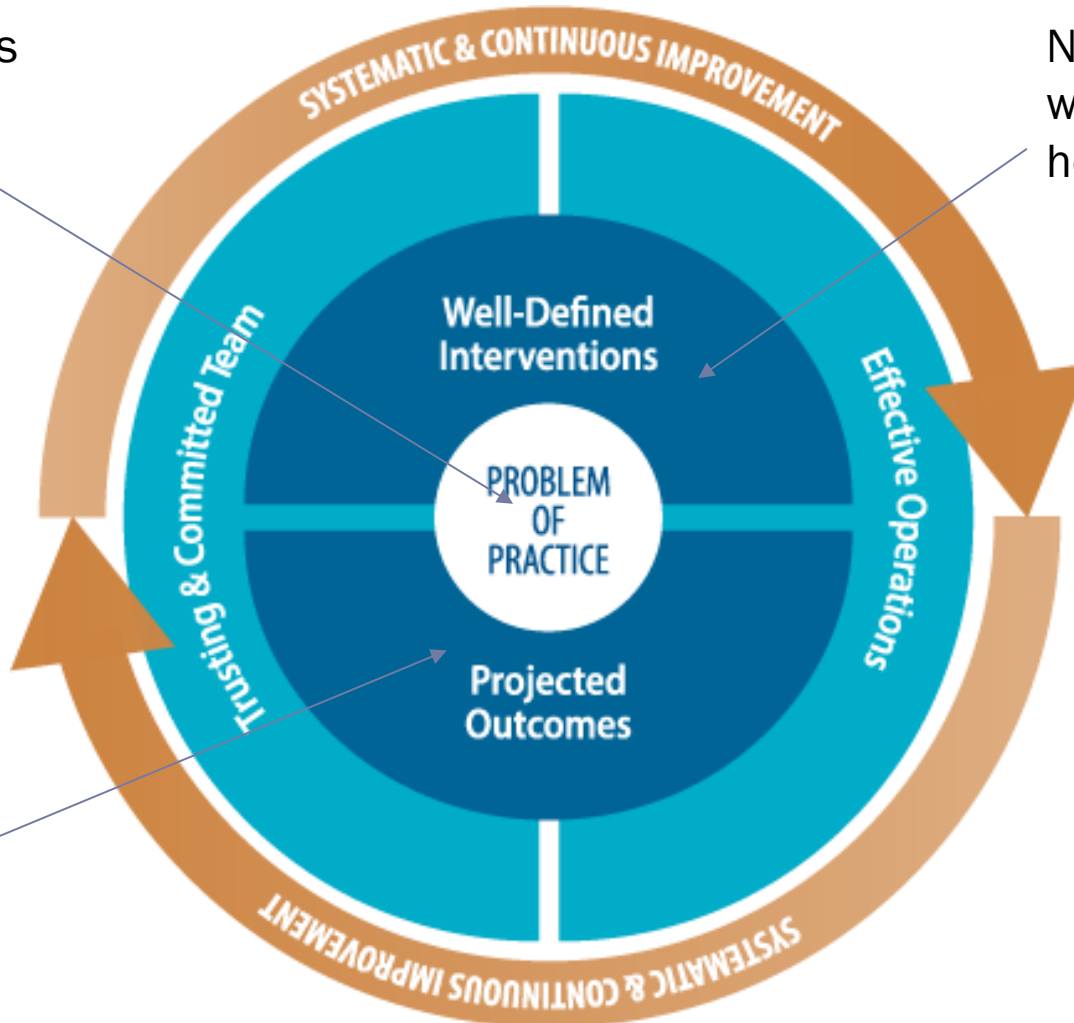 SYSTEMATIC & CONTINUOUS IMPROVEMENT
Well-Defined
Interventions
Trusting & Committed Team
PROBLEM
OF
PRACTICE
Effective Operations
Projected
Outcomes
SYSTEMATIC & CONTINUOUS IMPROVEMENT